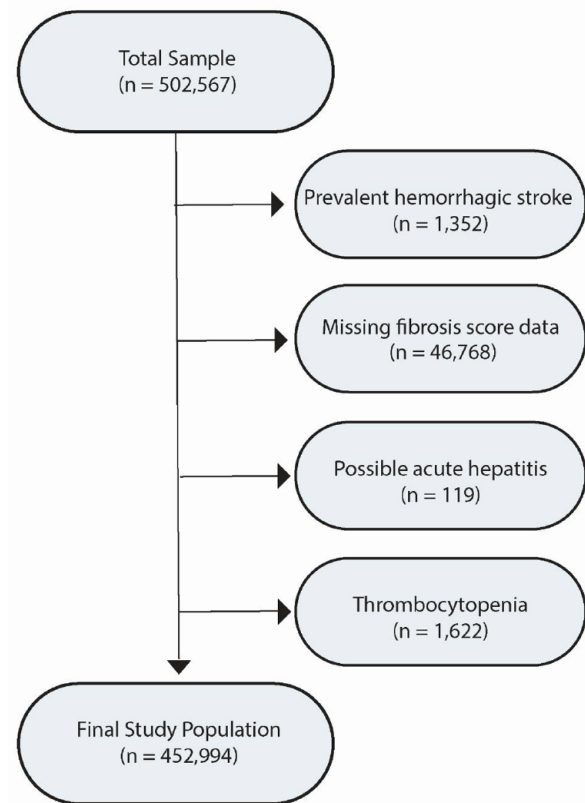 Total Sample
(n = 502,567)
Prevalent hemorrhagic stroke
(n = 1,352)
Missing fibrosis score data
(n = 46,768)
Possible acute hepatitis
(n = 119)
Thrombocytopenia
(n = 1,622)
Final Study Population
(n = 452,994)